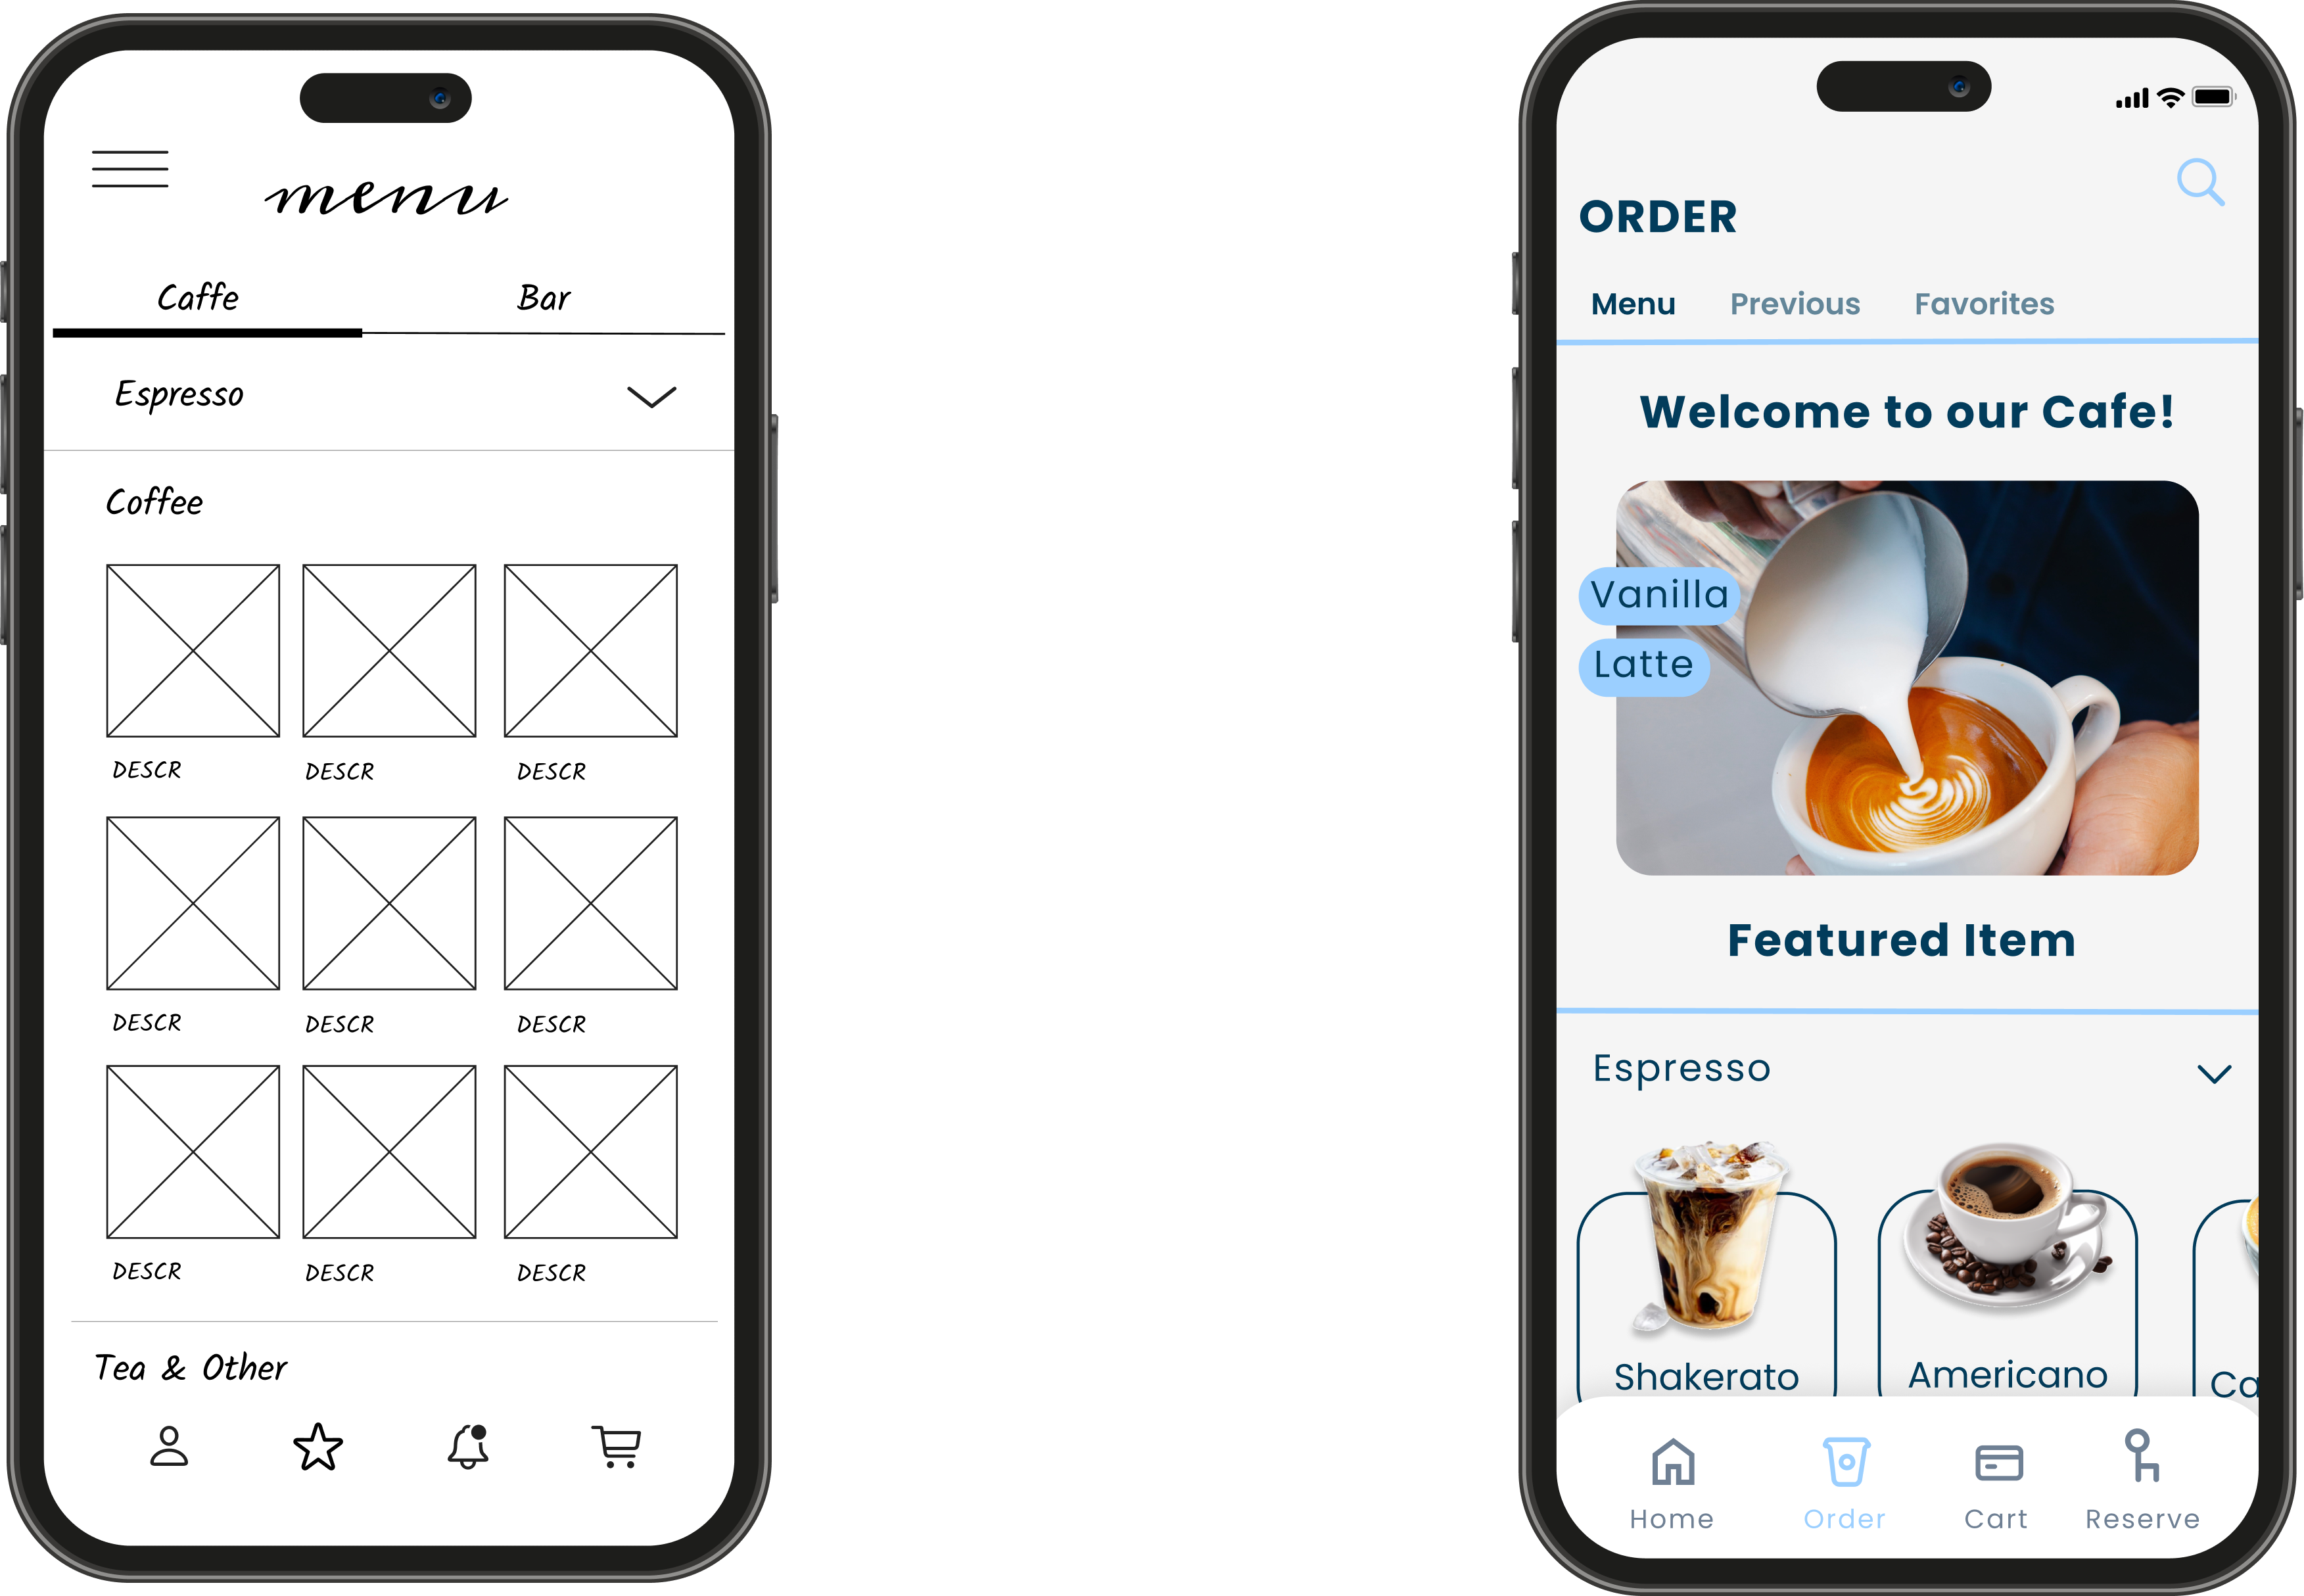 menu
Caffe Bar
Espresso
Coffee
DESCR DESCR DESCR
DESCR DESCR DESCR
DESCR DESCR DESCR
Tea & Other
ORDER
Menu Previous Favorites
Welcome to our Cafe!
Vanilla
Latte
Featured Item
Espresso
Shakerato Americano Ca
Home Order Cart Reserve